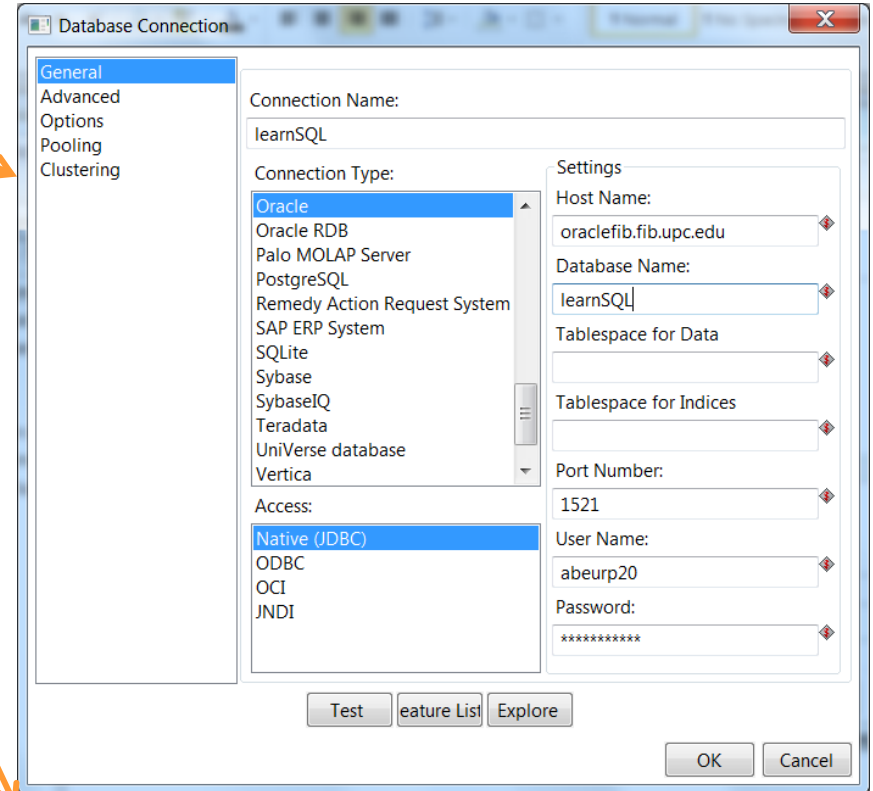 Database Connection
General
Advanced
Options
Pooling
Clustering
Connection Name:
learnSQL
Connection Type:
Oracle
Oracle RDB
Palo MOLAP Server
PostgreSQL
Remedy Action Request System
SAP ERP System
SQLite
Sybase
SybaseIQ
Teradata
UniVerse database
Vertica
Access:
Native (JDBC)
ODBC
OCI
JNDI
Settings
Host Name:
oraclefib.fib.upc.edu
Database Name:
learnSQL
Tablespace for Data
Tablespace for Indices
Port Number:
1521
User Name:
abeurp20
Password:
***********
Test
eature List
Explore
OK
Cancel